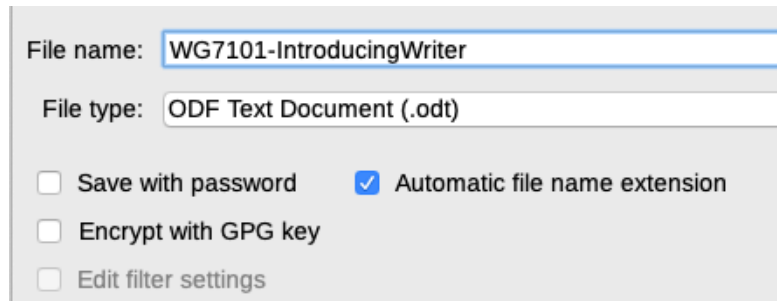 File name: WG7101-IntroducingWriter
File type: ODF Text Document (.odt)
Save with password Automatic file name extension
Encrypt with GPG key
Edit filter settings